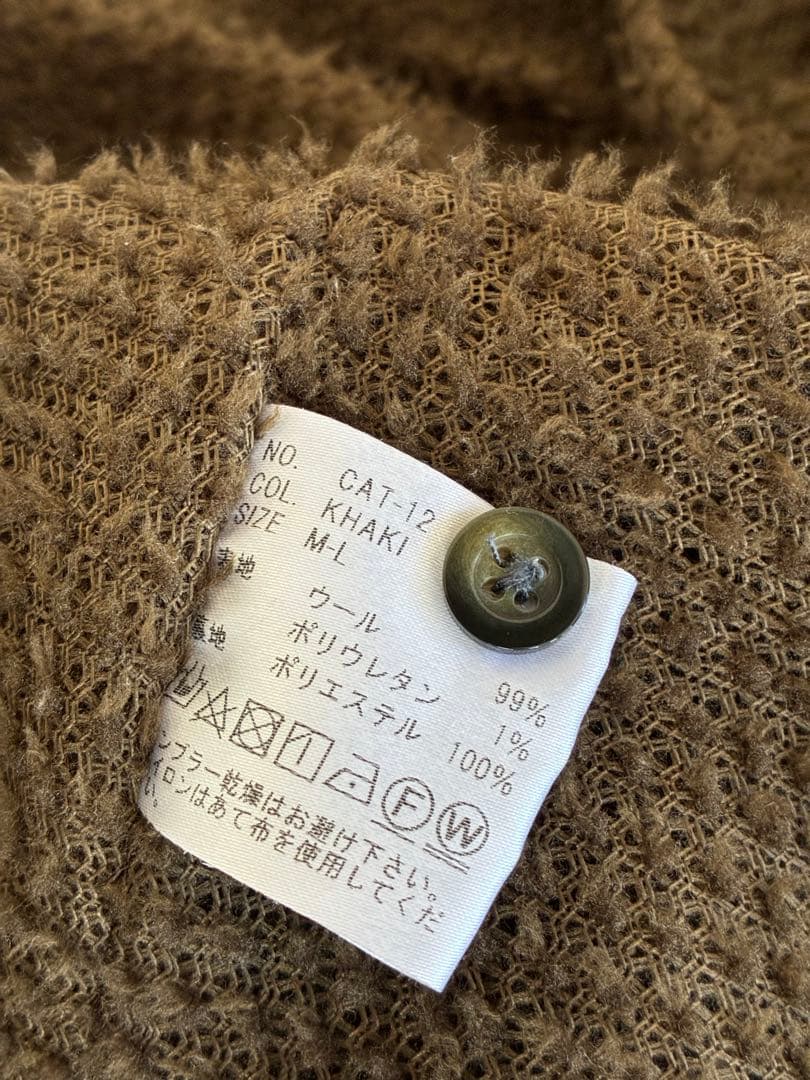 NO. CAT-12
COL. KHAKI
SIZE M-L
表地 ウール 99%
ポリウレタン 1%
裏地 ポリエステル 100%
F W
ンブラー乾燥はお避け下さい。
イロンはあて布を使用してくだ
い。